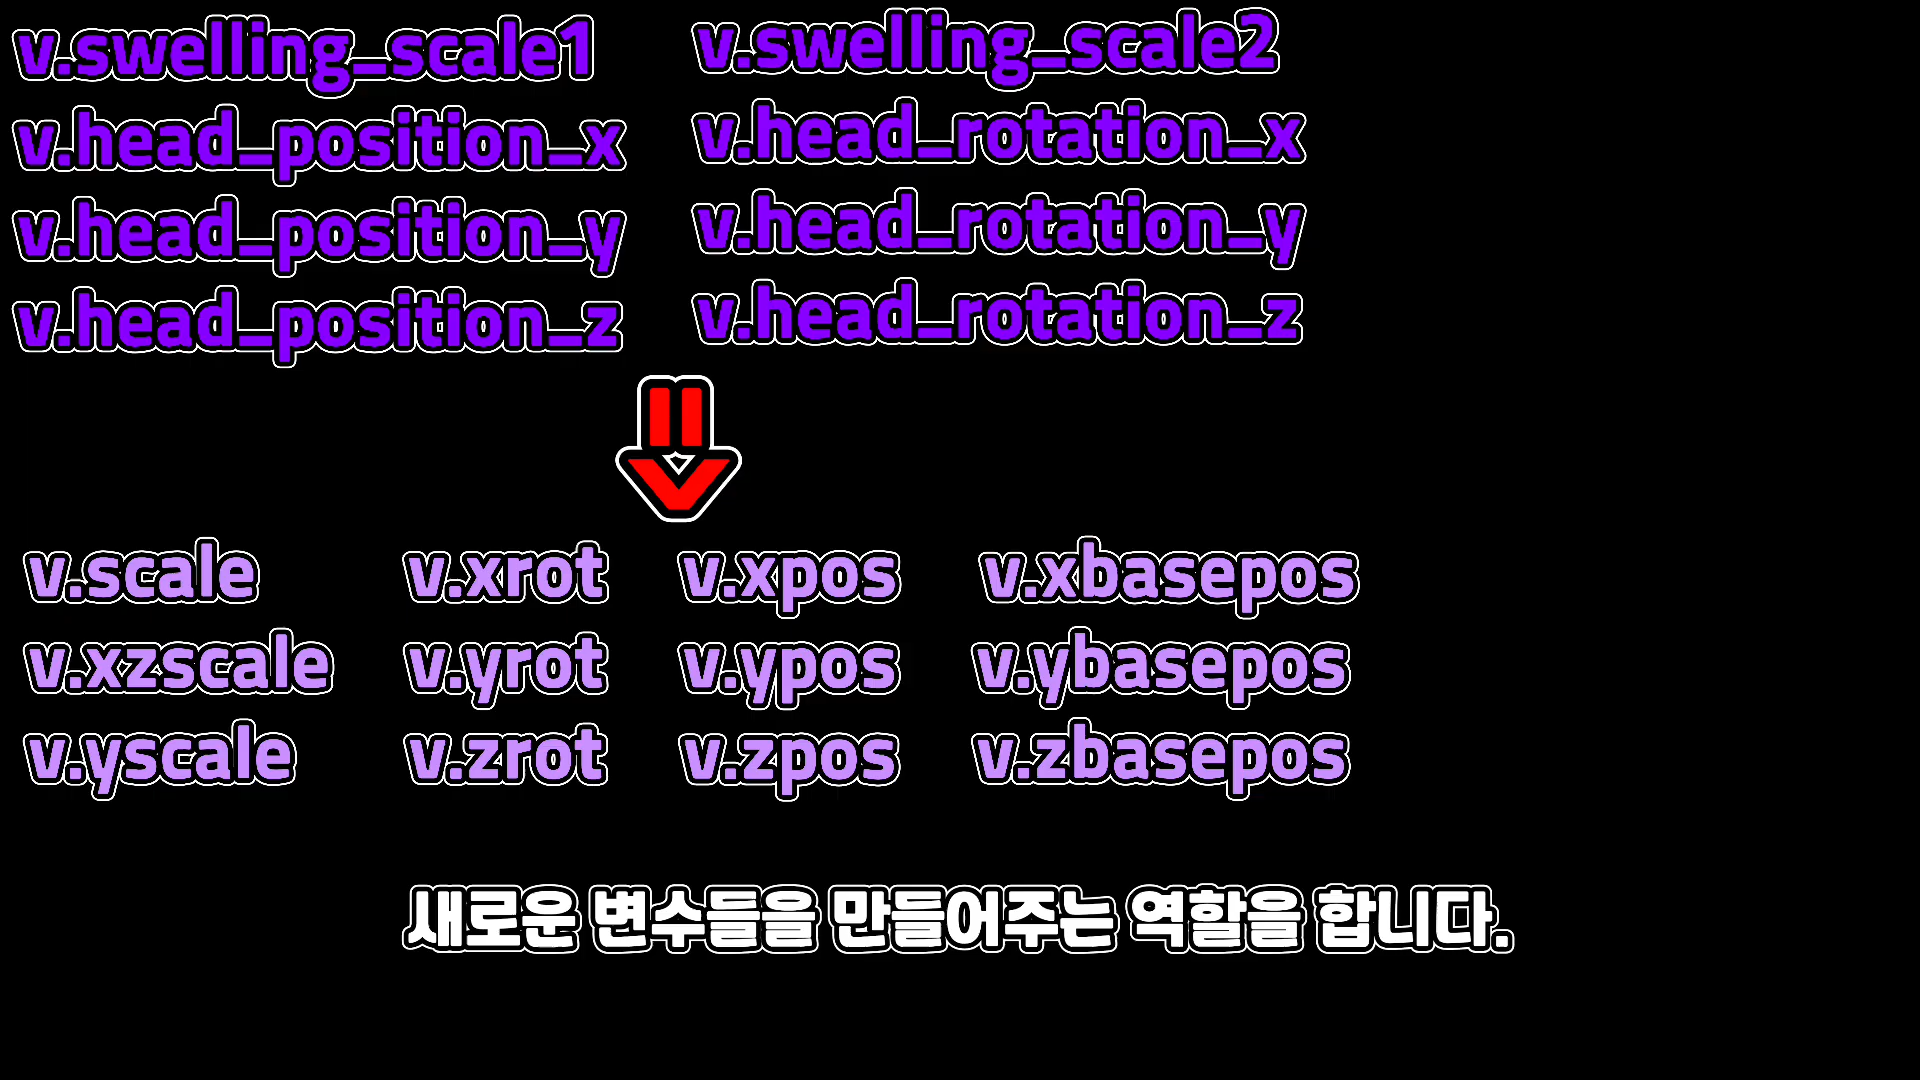 v.swelling_scale1 v.swelling_scale2
v.head_position_x v.head_rotation_x
v.head_position_y v.head_rotation_y
v.head_position_z v.head_rotation_z
v.scale v.xrot v.xpos v.xbasepos
v.xzscale v.yrot v.ypos v.ybasepos
v.yscale v.zrot v.zpos v.zbasepos
새로운 변수들을 만들어주는 역할을 합니다.